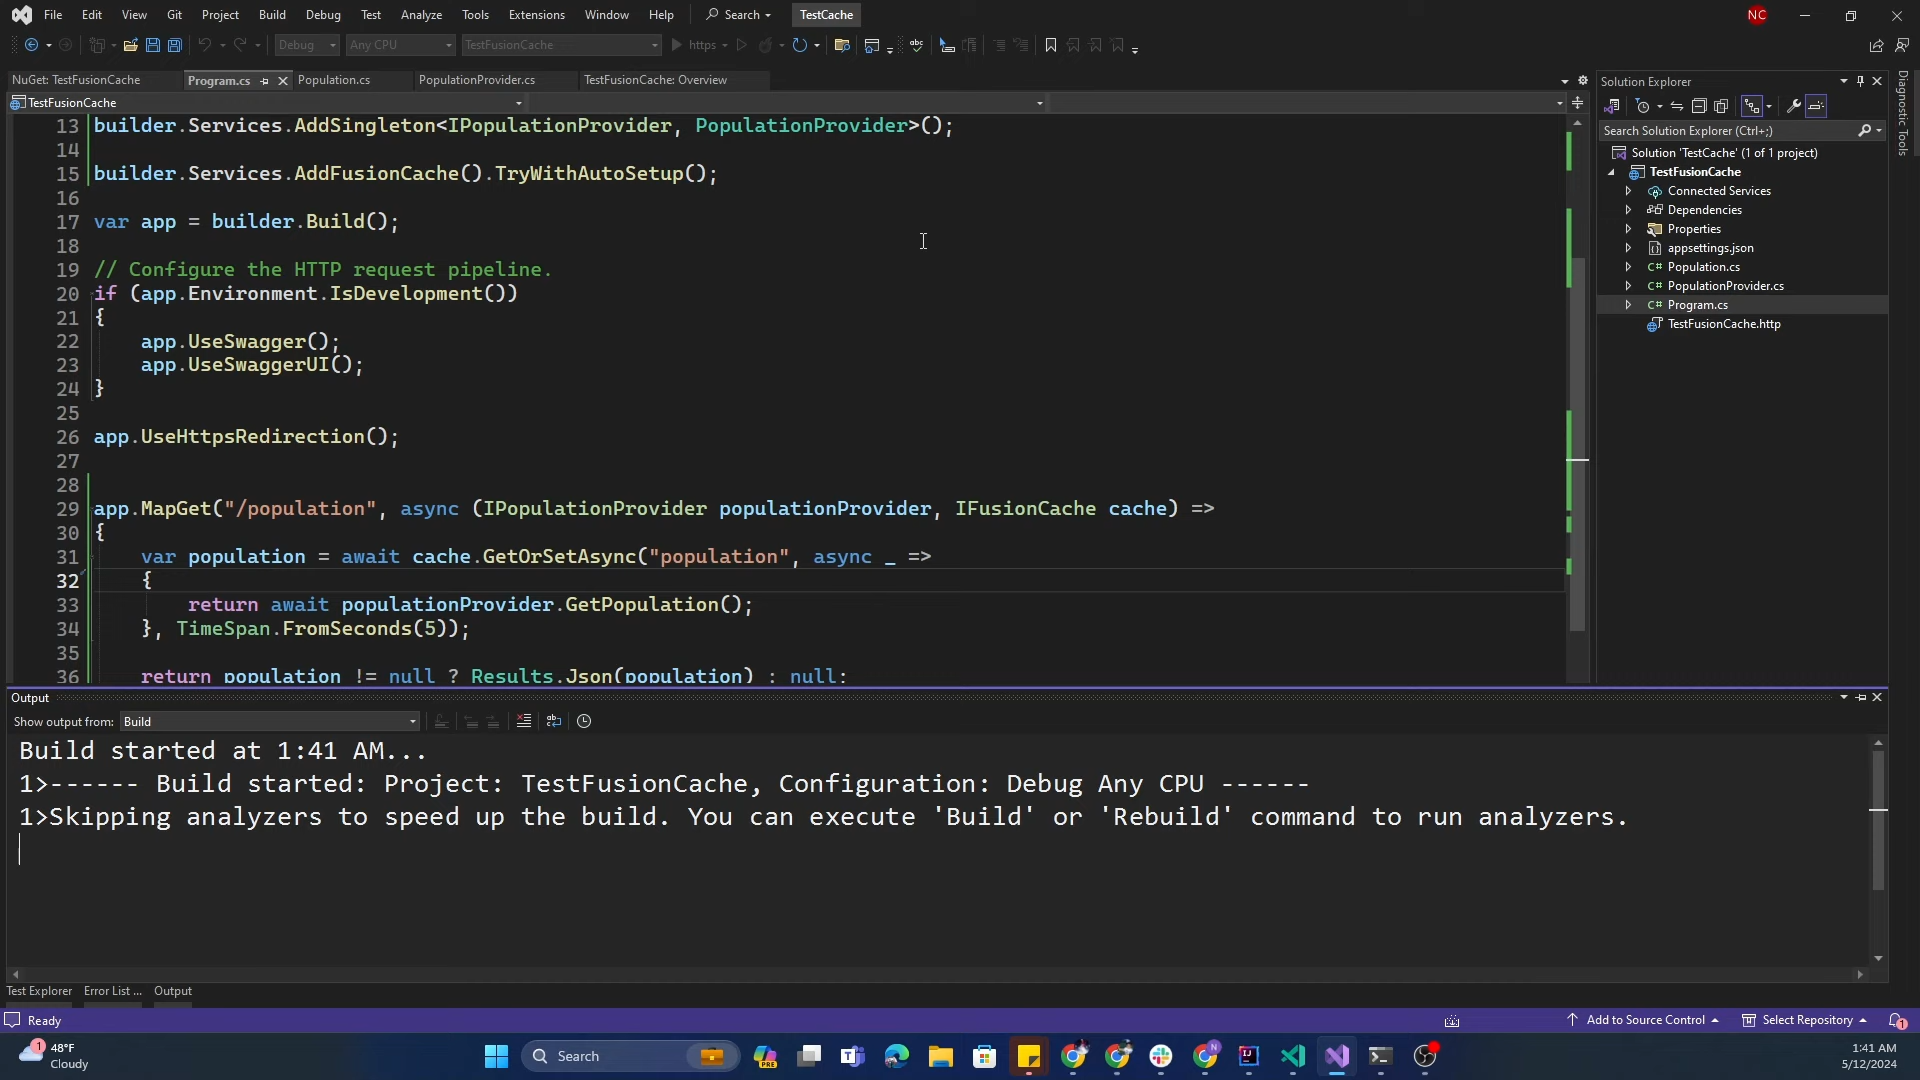 File Edit View Git Project Build Debug Test Analyze Tools Extensions Window Help Search TestCache NC
Debug Any CPU TestFusionCache https
NuGet: TestFusionCache Program.cs Population.cs PopulationProvider.cs TestFusionCache: Overview
TestFusionCache
13 builder.Services.AddSingleton<IPopulationProvider, PopulationProvider>();
14
15 builder.Services.AddFusionCache().TryWithAutoSetup();
16
17 var app = builder.Build();
18
19 // Configure the HTTP request pipeline.
20 if (app.Environment.IsDevelopment())
21 {
22 app.UseSwagger();
23 app.UseSwaggerUI();
24 }
25
26 app.UseHttpsRedirection();
27
28
29 app.MapGet("/population", async (IPopulationProvider populationProvider, IFusionCache cache) =>
30 {
31 var population = await cache.GetOrSetAsync("population", async _ =>
32 {
33 return await populationProvider.GetPopulation();
34 }, TimeSpan.FromSeconds(5));
35
36 return population != null ? Results.Json(population) : null;
Solution Explorer
Search Solution Explorer (Ctrl+;)
Solution 'TestCache' (1 of 1 project)
TestFusionCache
Connected Services
Dependencies
Properties
appsettings.json
C# Population.cs
C# PopulationProvider.cs
C# Program.cs
TestFusionCache.http
Diagnostic Tools
Output
Show output from: Build
Build started at 1:41 AM...
1>------ Build started: Project: TestFusionCache, Configuration: Debug Any CPU ------
1>Skipping analyzers to speed up the build. You can execute 'Build' or 'Rebuild' command to run analyzers.
Test Explorer Error List ... Output
Ready Add to Source Control Select Repository 1
1 48°F
Cloudy
Search
PRE
1:41 AM
5/12/2024